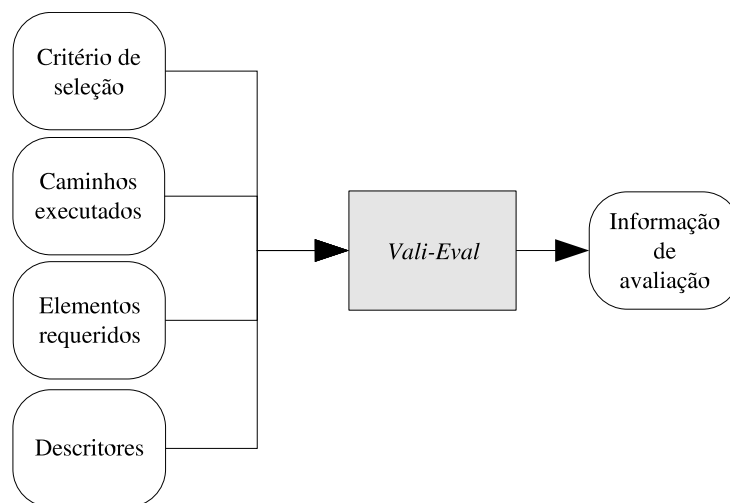 Critério de
seleção
Caminhos
executados
Elementos
requeridos
Descritores
Vali-Eval
Informação
de
avaliação